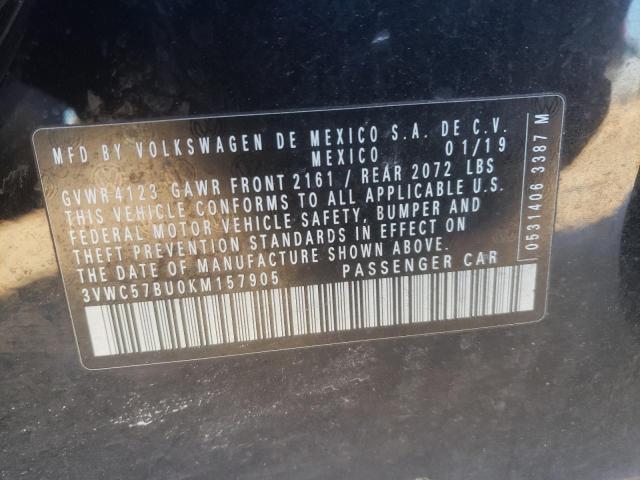 MFD BY VOLKSWAGEN DE MEXICO S.A. DE C.V.
MEXICO 01/19
GVWR 4123 GAWR FRONT 2161 / REAR 2072 LBS
THIS VEHICLE CONFORMS TO ALL APPLICABLE U.S.
FEDERAL MOTOR VEHICLE SAFETY, BUMPER AND
THEFT PREVENTION STANDARDS IN EFFECT ON
THE DATE OF MANUFACTURE SHOWN ABOVE.
3VWC57BU0KM157905 PASSENGER CAR
0531406 3387 M